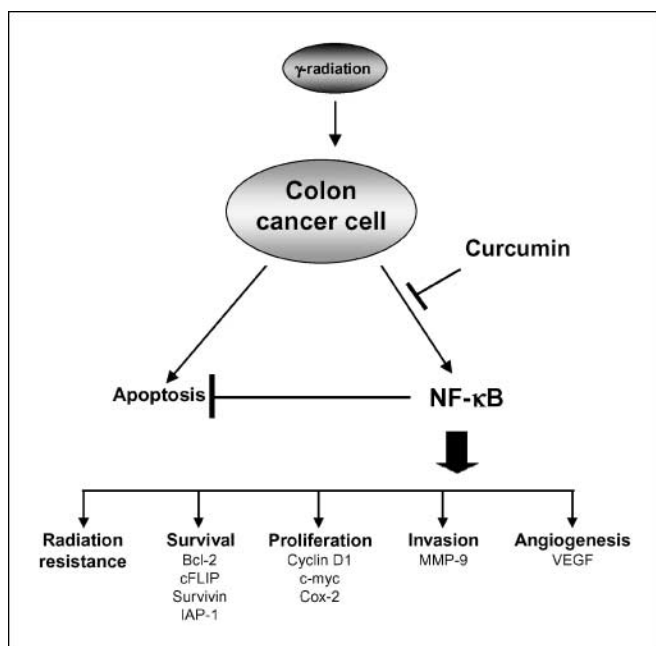 γ-radiation
Colon
cancer cell
Curcumin
Apoptosis
NF-κB
Radiation
resistance
Survival
Bcl-2
cFLIP
Survivin
IAP-1
Proliferation
Cyclin D1
c-myc
Cox-2
Invasion
MMP-9
Angiogenesis
VEGF